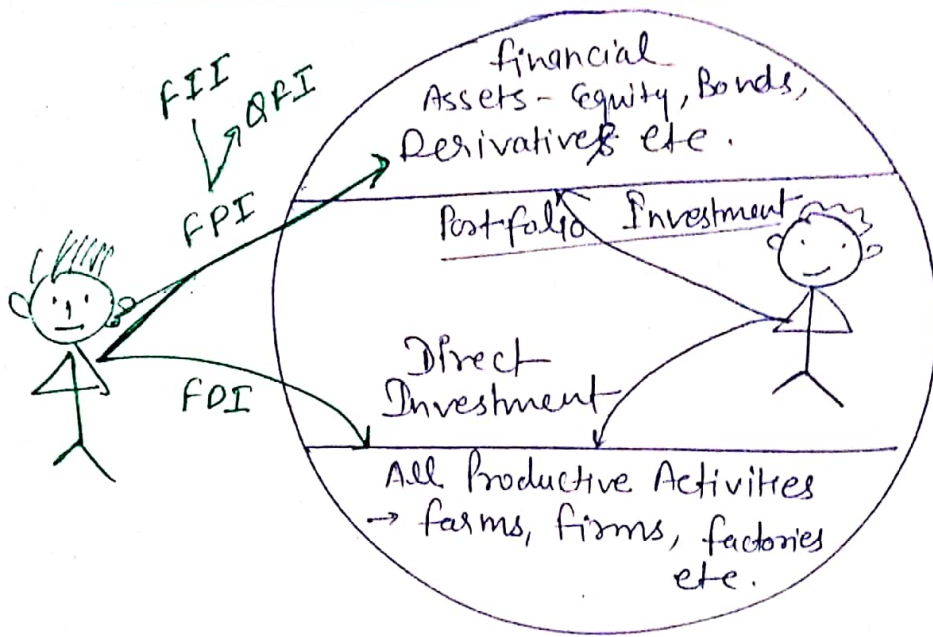 FII
QFI
FPI
FDI
financial
Assets - Equity, Bonds,
Derivatives etc.
Portfolio Investment
Direct
Investment
All Productive Activities
→ farms, firms, factories
etc.